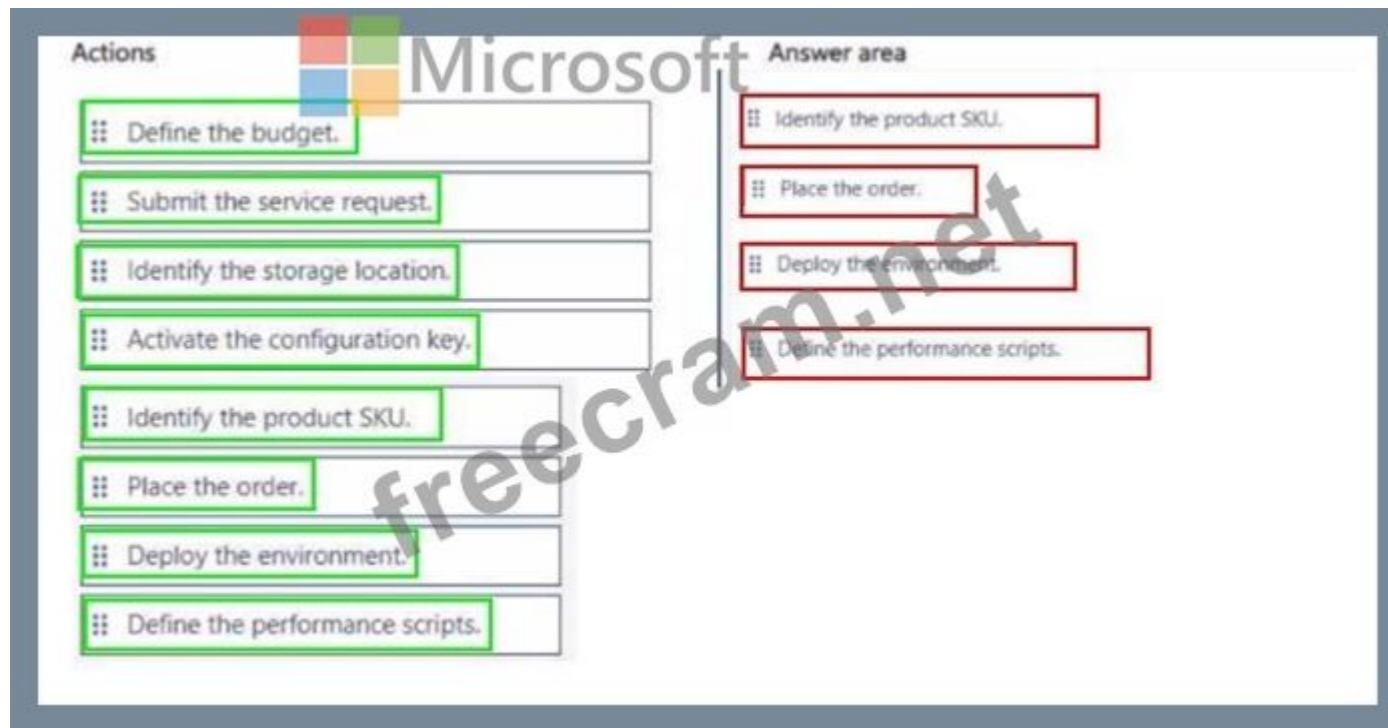 Microsoft
Actions
Define the budget.
Submit the service request.
Identify the storage location.
Activate the configuration key.
Identify the product SKU.
Place the order.
Deploy the environment.
Define the performance scripts.
Answer area
Identify the product SKU.
Place the order.
Deploy the environment.
Define the performance scripts.
freecram.net